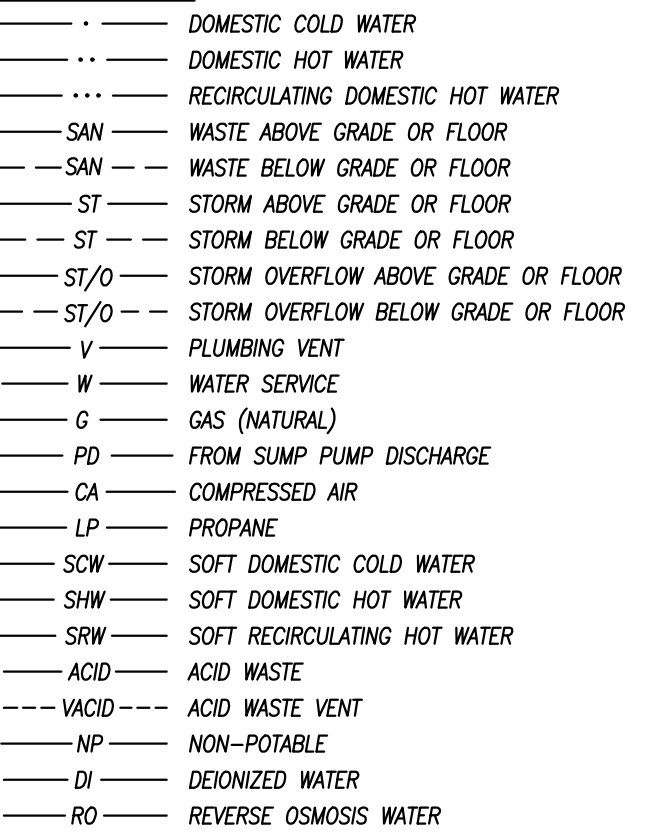 · DOMESTIC COLD WATER
·· DOMESTIC HOT WATER
··· RECIRCULATING DOMESTIC HOT WATER
SAN WASTE ABOVE GRADE OR FLOOR
SAN WASTE BELOW GRADE OR FLOOR
ST STORM ABOVE GRADE OR FLOOR
ST STORM BELOW GRADE OR FLOOR
ST/O STORM OVERFLOW ABOVE GRADE OR FLOOR
ST/O STORM OVERFLOW BELOW GRADE OR FLOOR
V PLUMBING VENT
W WATER SERVICE
G GAS (NATURAL)
PD FROM SUMP PUMP DISCHARGE
CA COMPRESSED AIR
LP PROPANE
SCW SOFT DOMESTIC COLD WATER
SHW SOFT DOMESTIC HOT WATER
SRW SOFT RECIRCULATING HOT WATER
ACID ACID WASTE
VACID ACID WASTE VENT
NP NON-POTABLE
DI DEIONIZED WATER
RO REVERSE OSMOSIS WATER